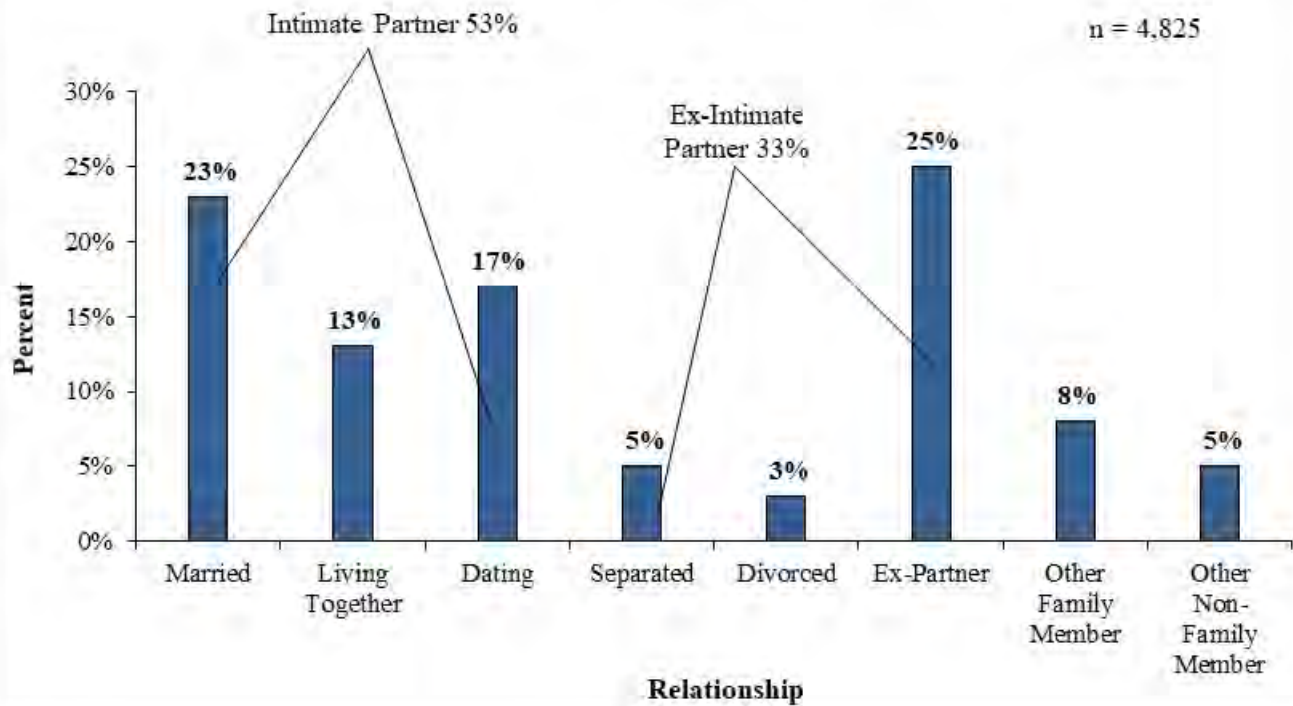 Intimate Partner 53%
n = 4,825
30%
Ex-Intimate
Partner 33%
25%
25%
23%
20%
17%
15%
13%
10%
8%
5%
5%
3%
5%
0%
Percent
Married
Living
Together
Dating
Separated
Divorced
Ex-Partner
Other
Family
Member
Other
Non-
Family
Member
Relationship